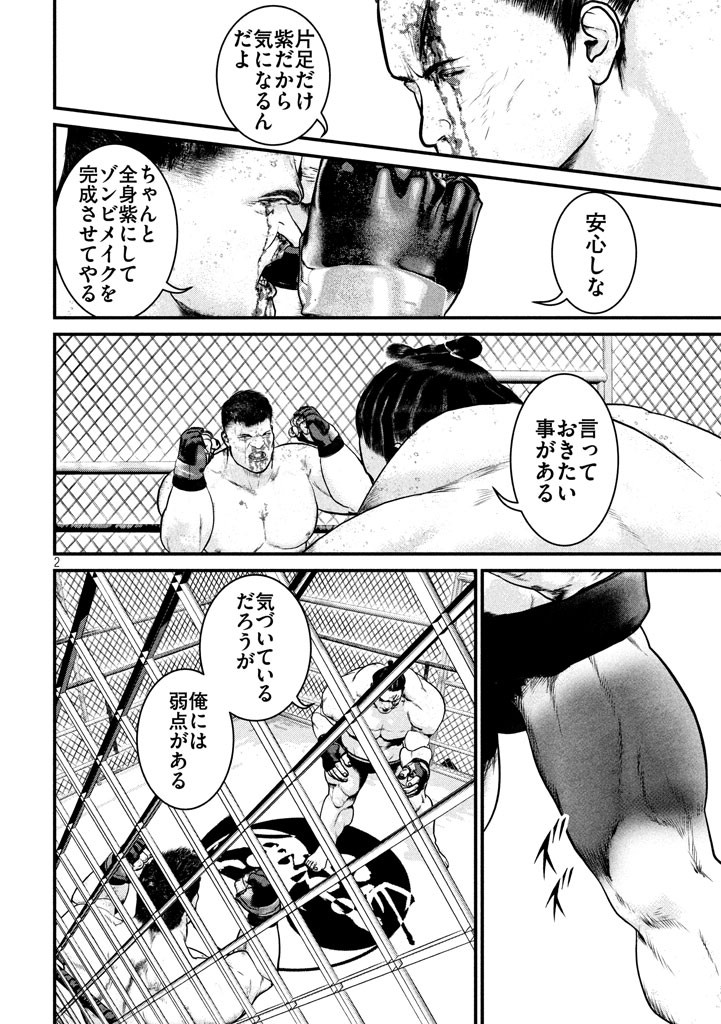 片足だけ
紫だから
気になるん
だよ
安心しな
ちゃんと
全身紫にして
ゾンビメイクを
完成させてやる
言って
おきたい
事がある
2
気づいている
だろうが
俺には
弱点がある